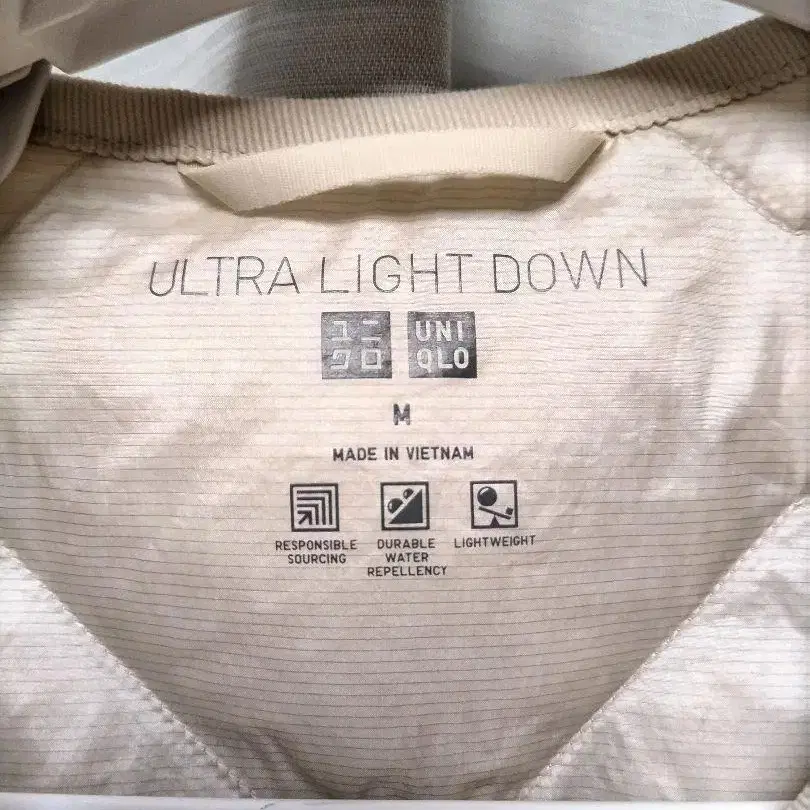 ULTRA LIGHT DOWN
ユニ UNI
クロ QLO
M
MADE IN VIETNAM
RESPONSIBLE SOURCING
DURABLE WATER REPELLENCY
LIGHTWEIGHT